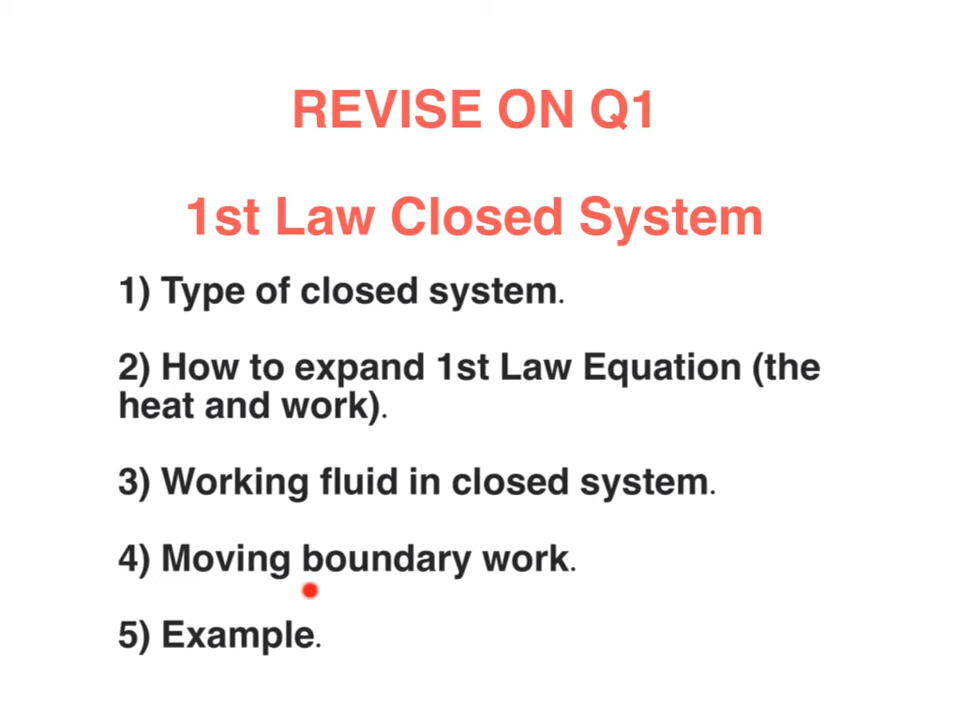 REVISE ON Q1
1st Law Closed System
1) Type of closed system.
2) How to expand 1st Law Equation (the
heat and work).
3) Working fluid in closed system.
4) Moving boundary work.
5) Example.